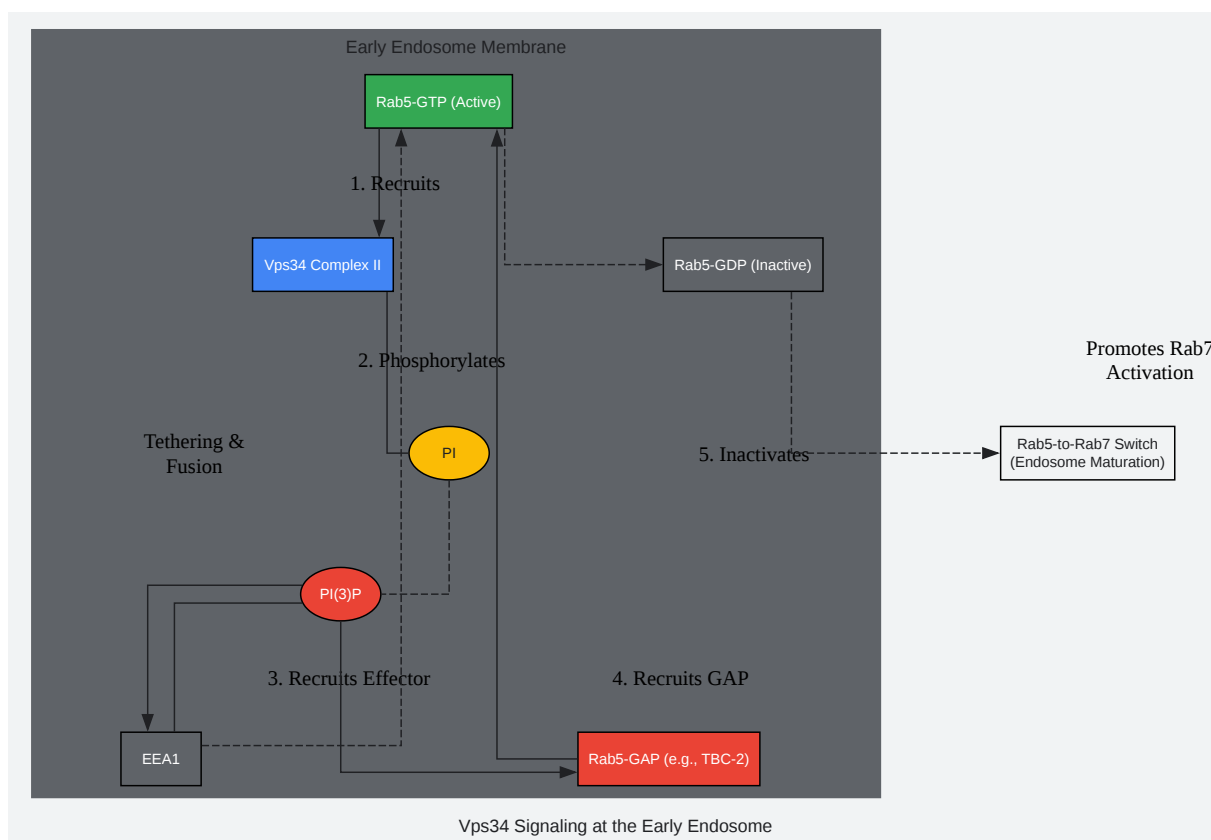 Early Endosome Membrane
Rab5-GTP (Active)
1. Recruits
Vps34 Complex II
Rab5-GDP (Inactive)
2. Phosphorylates
Promotes Rab7
Activation
Tethering &
Fusion
PI
5. Inactivates
Rab5-to-Rab7 Switch
(Endosome Maturation)
PI(3)P
3. Recruits Effector
4. Recruits GAP
EEA1
Rab5-GAP (e.g., TBC-2)
Vps34 Signaling at the Early Endosome